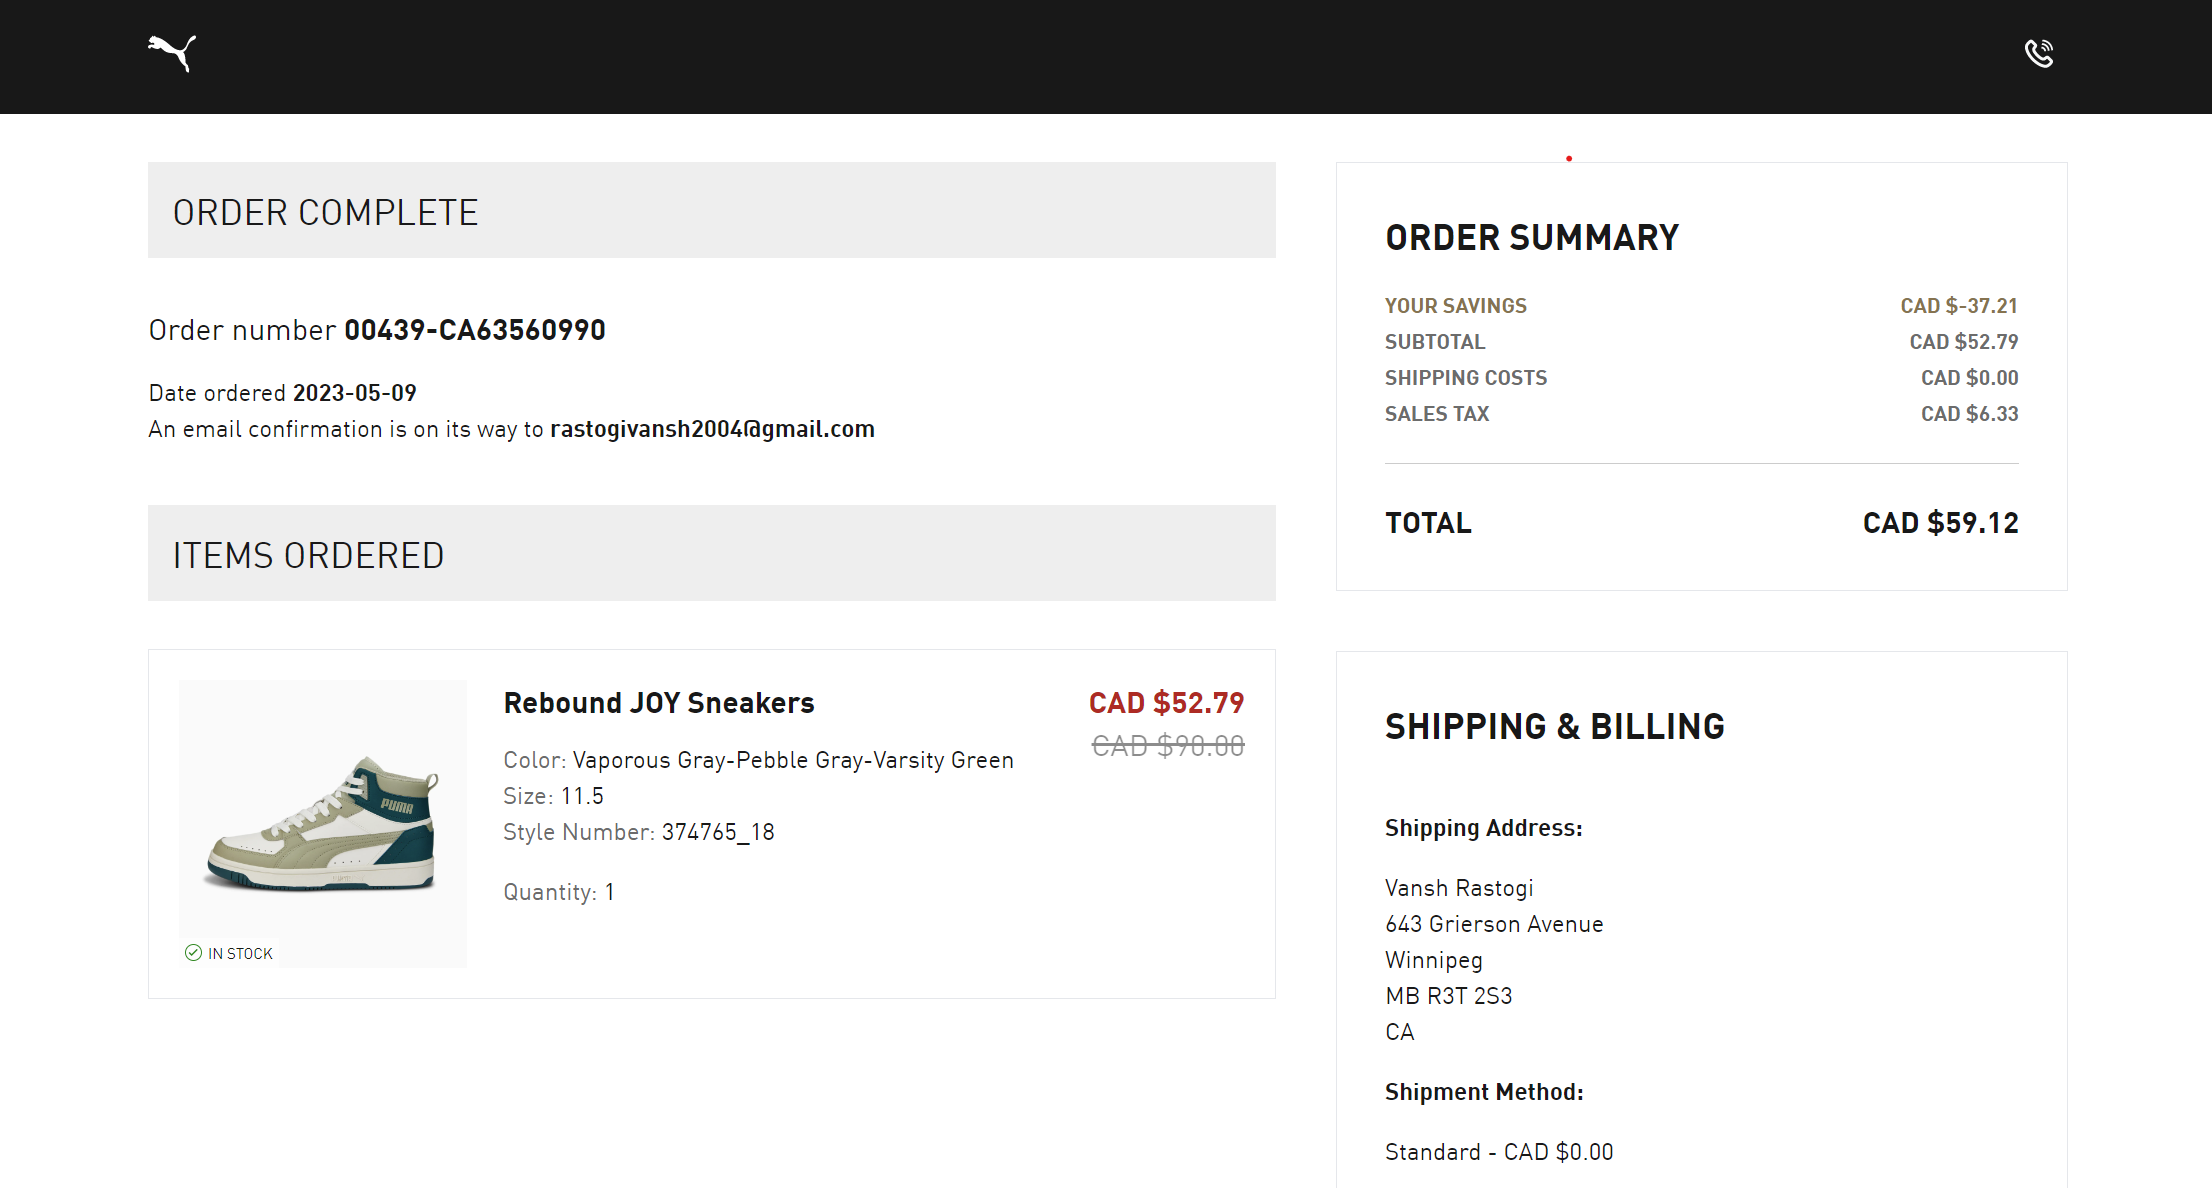 ORDER COMPLETE
Order number 00439-CA63560990
Date ordered 2023-05-09
An email confirmation is on its way to rastogivansh2004@gmail.com
ITEMS ORDERED
PUMA
IN STOCK
Rebound JOY Sneakers
CAD $52.79
CAD $90.00
Color: Vaporous Gray-Pebble Gray-Varsity Green
Size: 11.5
Style Number: 374765_18
Quantity: 1
ORDER SUMMARY
YOUR SAVINGS CAD $-37.21
SUBTOTAL CAD $52.79
SHIPPING COSTS CAD $0.00
SALES TAX CAD $6.33
TOTAL CAD $59.12
SHIPPING & BILLING
Shipping Address:
Vansh Rastogi
643 Grierson Avenue
Winnipeg
MB R3T 2S3
CA
Shipment Method:
Standard - CAD $0.00